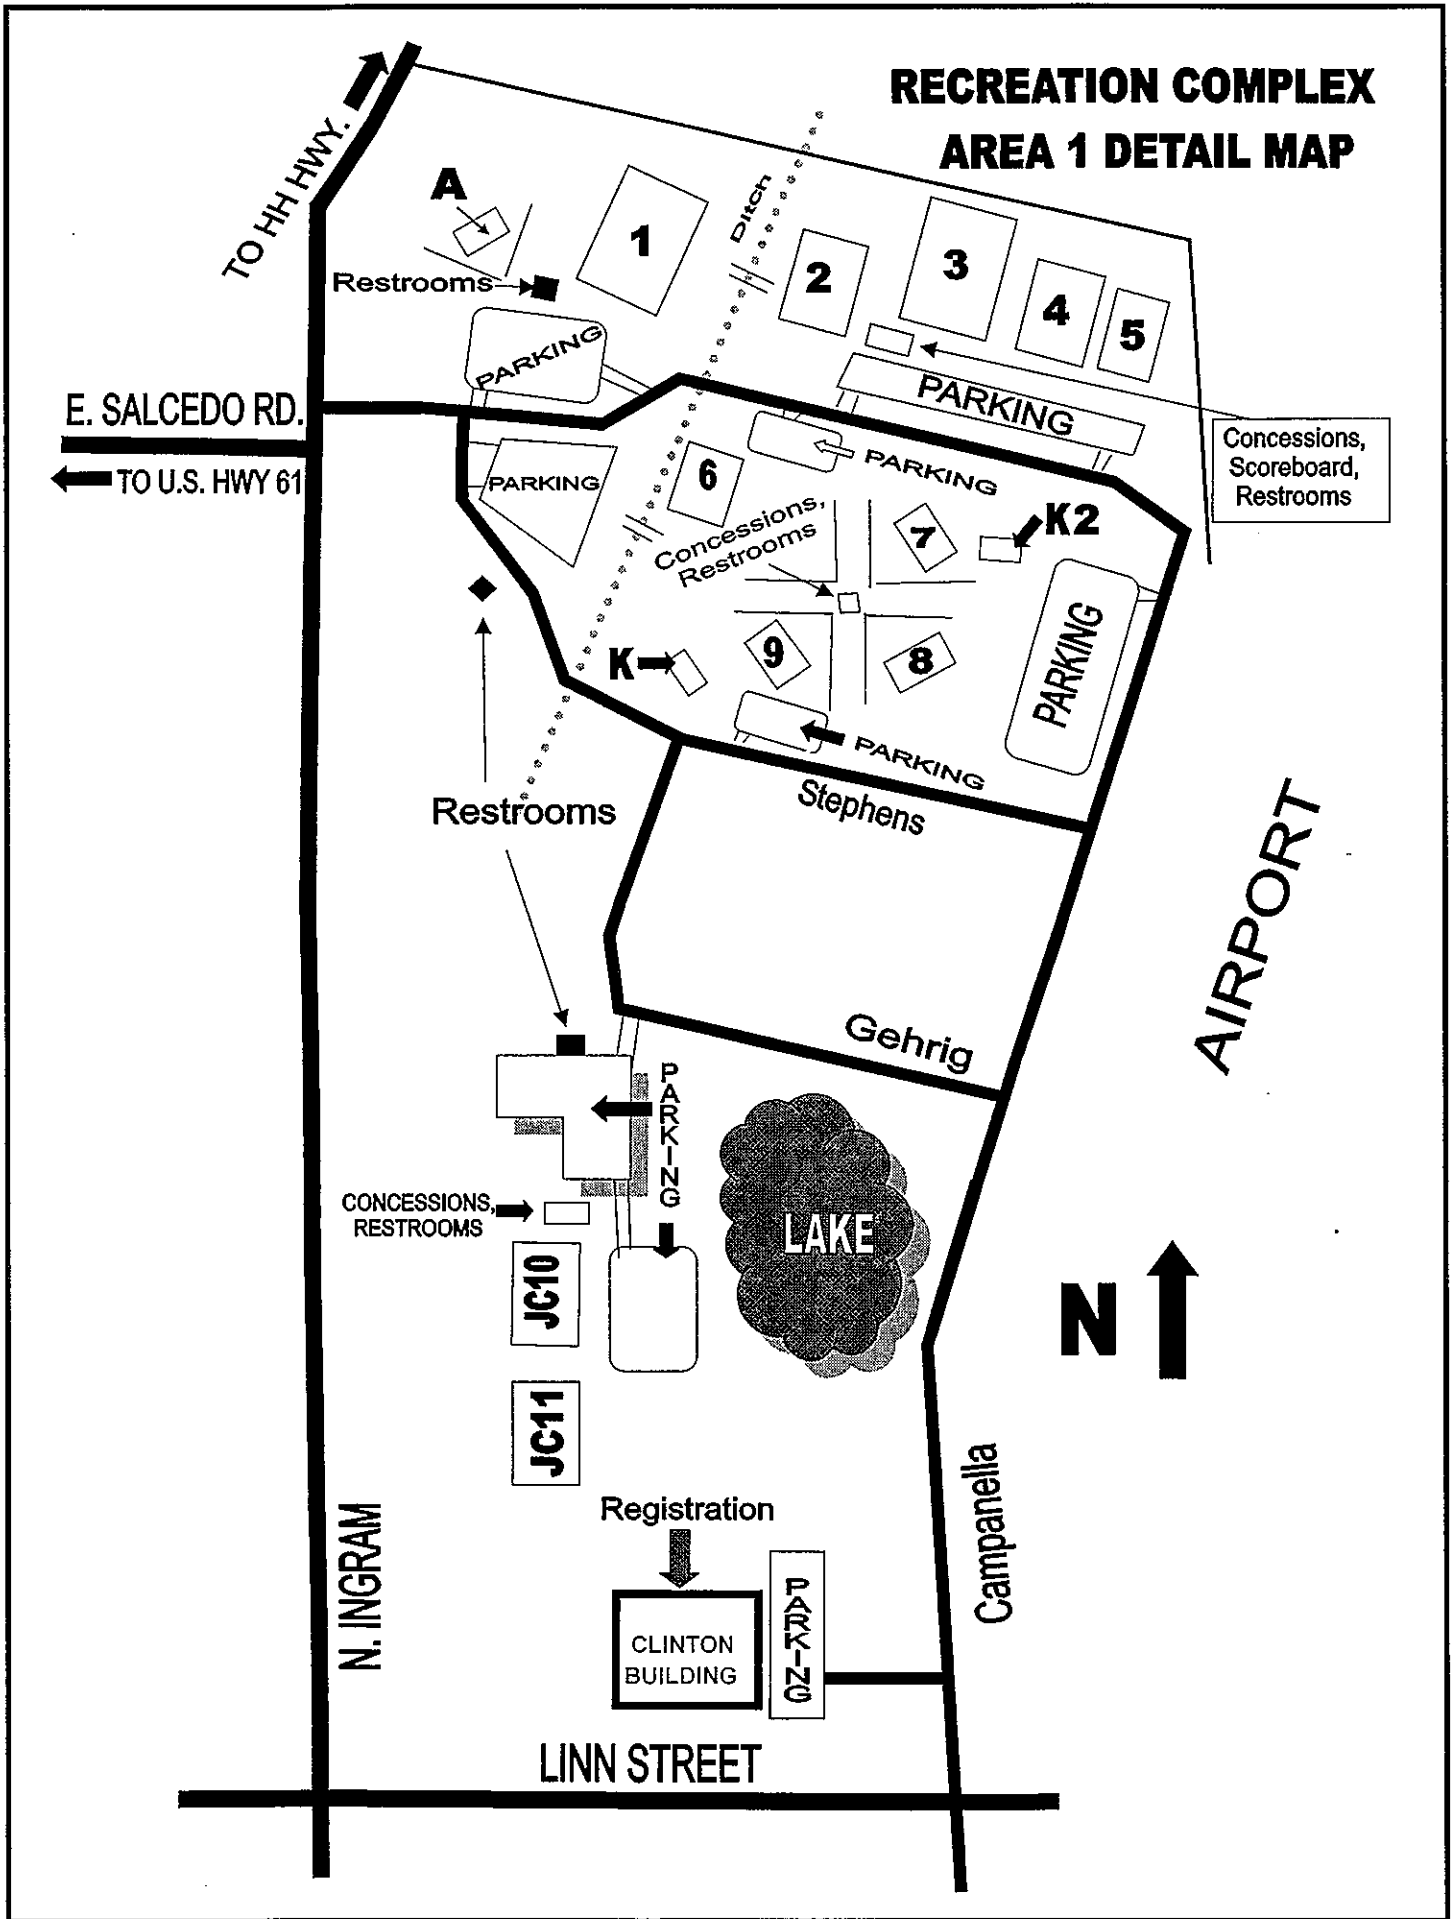 RECREATION COMPLEX
AREA 1 DETAIL MAP
TO HH HWY.
A
1
Ditch
2
3
4
5
Restrooms
PARKING
PARKING
E. SALCEDO RD.
TO U.S. HWY 61
Concessions,
Scoreboard,
Restrooms
PARKING
6
PARKING
Concessions,
Restrooms
7
K2
K
9
8
PARKING
PARKING
Stephens
Restrooms
AIRPORT
Gehrig
PARKING
CONCESSIONS,
RESTROOMS
LAKE
JC10
N
JC11
Registration
Campanella
N. INGRAM
CLINTON
BUILDING
PARKING
LINN STREET